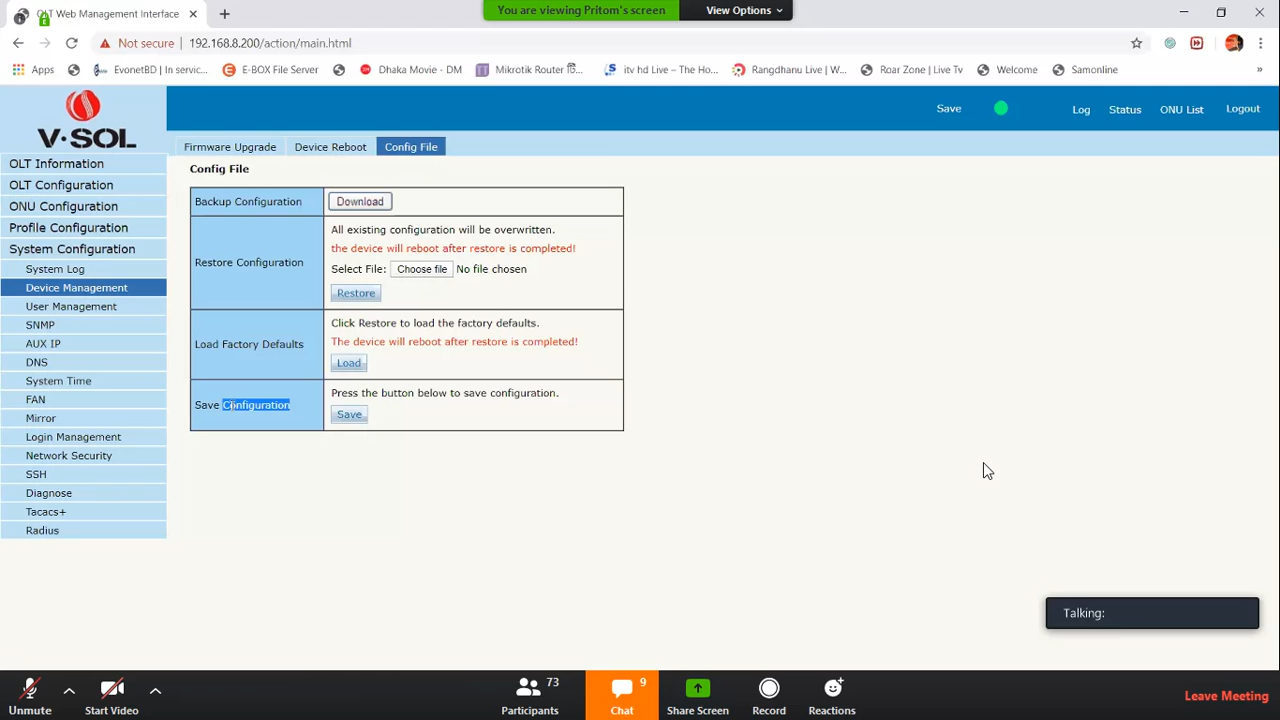 OLT Web Management Interface
You are viewing Pritom's screen
View Options
Not secure
192.168.8.200/action/main.html
Apps
EvonetBD | In servic...
E-BOX File Server
Dhaka Movie - DM
Mikrotik Router
itv hd Live – The Ho...
Rangdhanu Live | W...
Roar Zone | Live Tv
Welcome
Samonline
»
V·SOL
Save
Log
Status
ONU List
Logout
OLT Information
OLT Configuration
ONU Configuration
Profile Configuration
System Configuration
System Log
Device Management
User Management
SNMP
AUX IP
DNS
System Time
FAN
Mirror
Login Management
Network Security
SSH
Diagnose
Tacacs+
Radius
Firmware Upgrade
Device Reboot
Config File
Config File
Backup Configuration
Download
Restore Configuration
All existing configuration will be overwritten.
the device will reboot after restore is completed!
Select File: Choose file No file chosen
Restore
Load Factory Defaults
Click Restore to load the factory defaults.
The device will reboot after restore is completed!
Load
Save Configuration
Press the button below to save configuration.
Save
Talking:
Unmute
Start Video
73
Participants
9
Chat
Share Screen
Record
Reactions
Leave Meeting